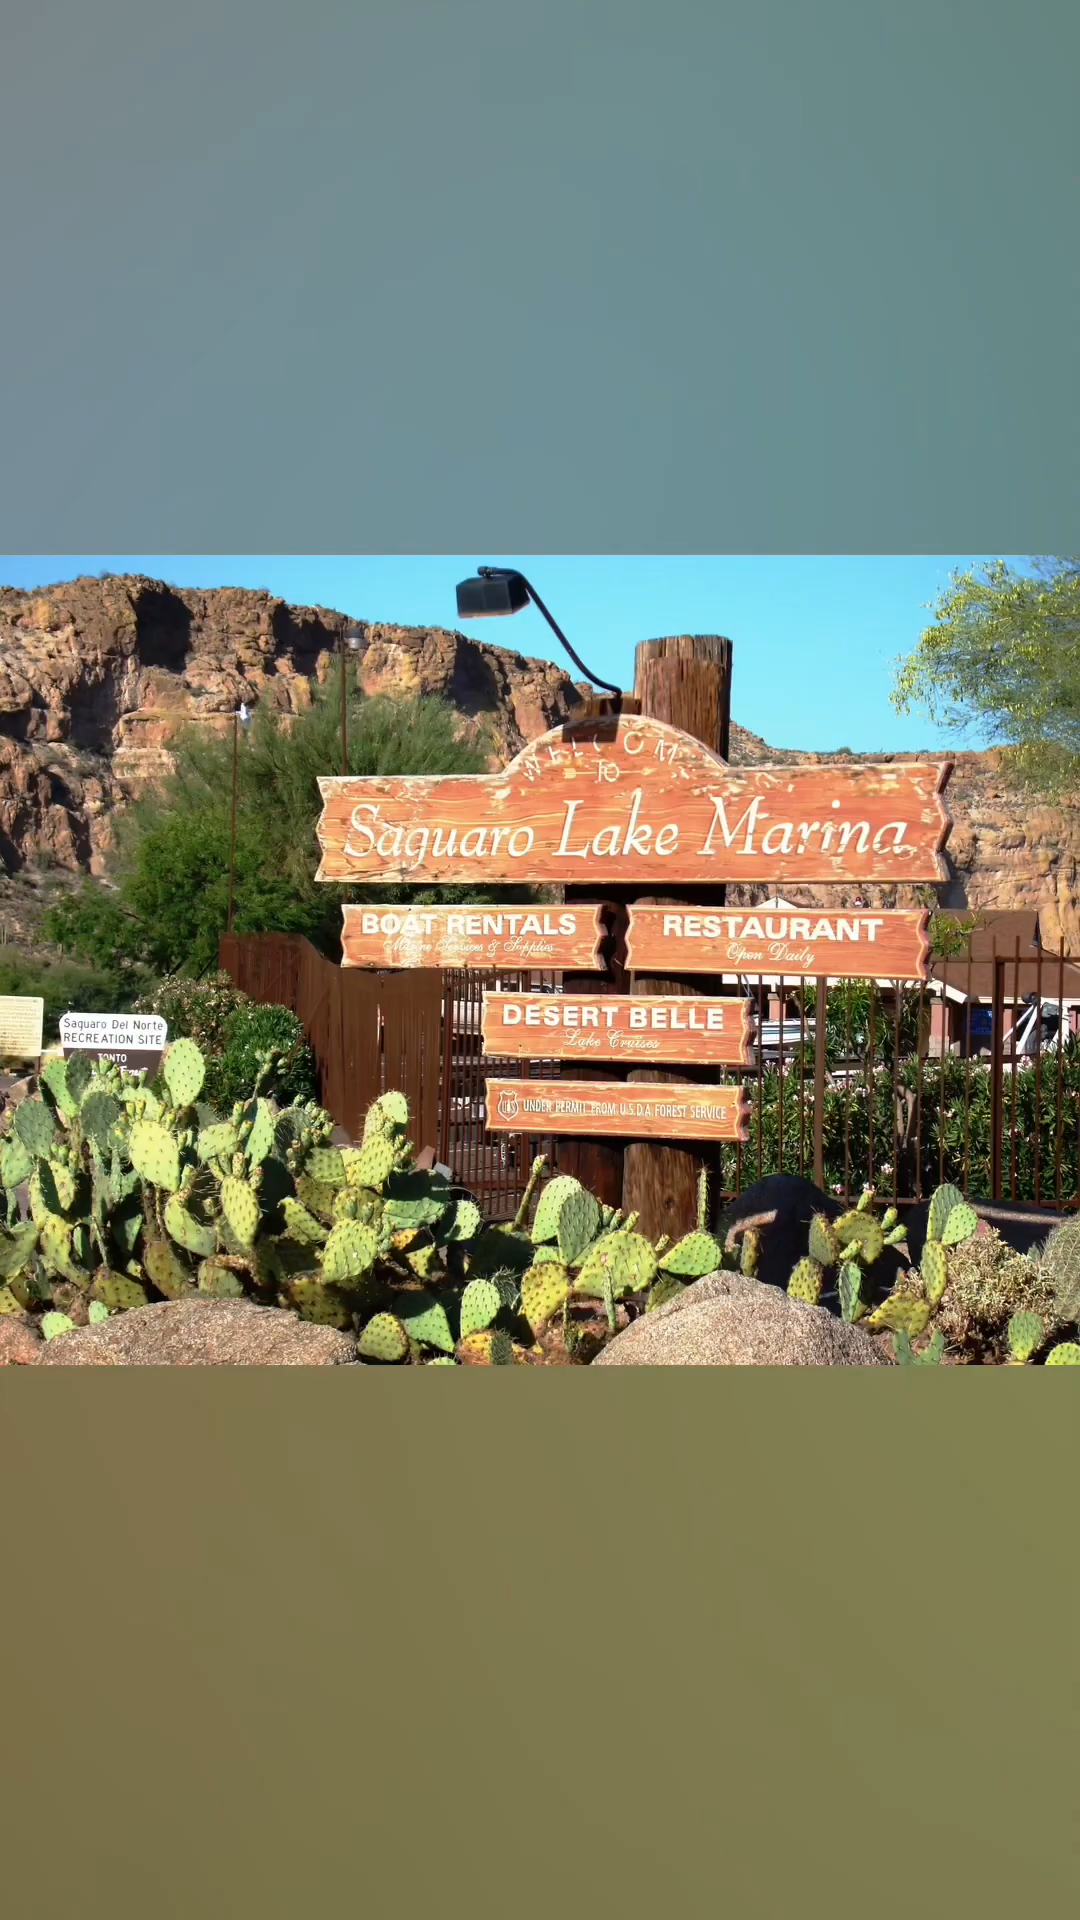 WELCOME
TO
Saguaro Lake Marina
BOAT RENTALS
Marine Services & Supplies
RESTAURANT
Open Daily
DESERT BELLE
Lake Cruises
US
UNDER PERMIT FROM U.S.D.A. FOREST SERVICE
Saguaro Del Norte
RECREATION SITE
TONTO